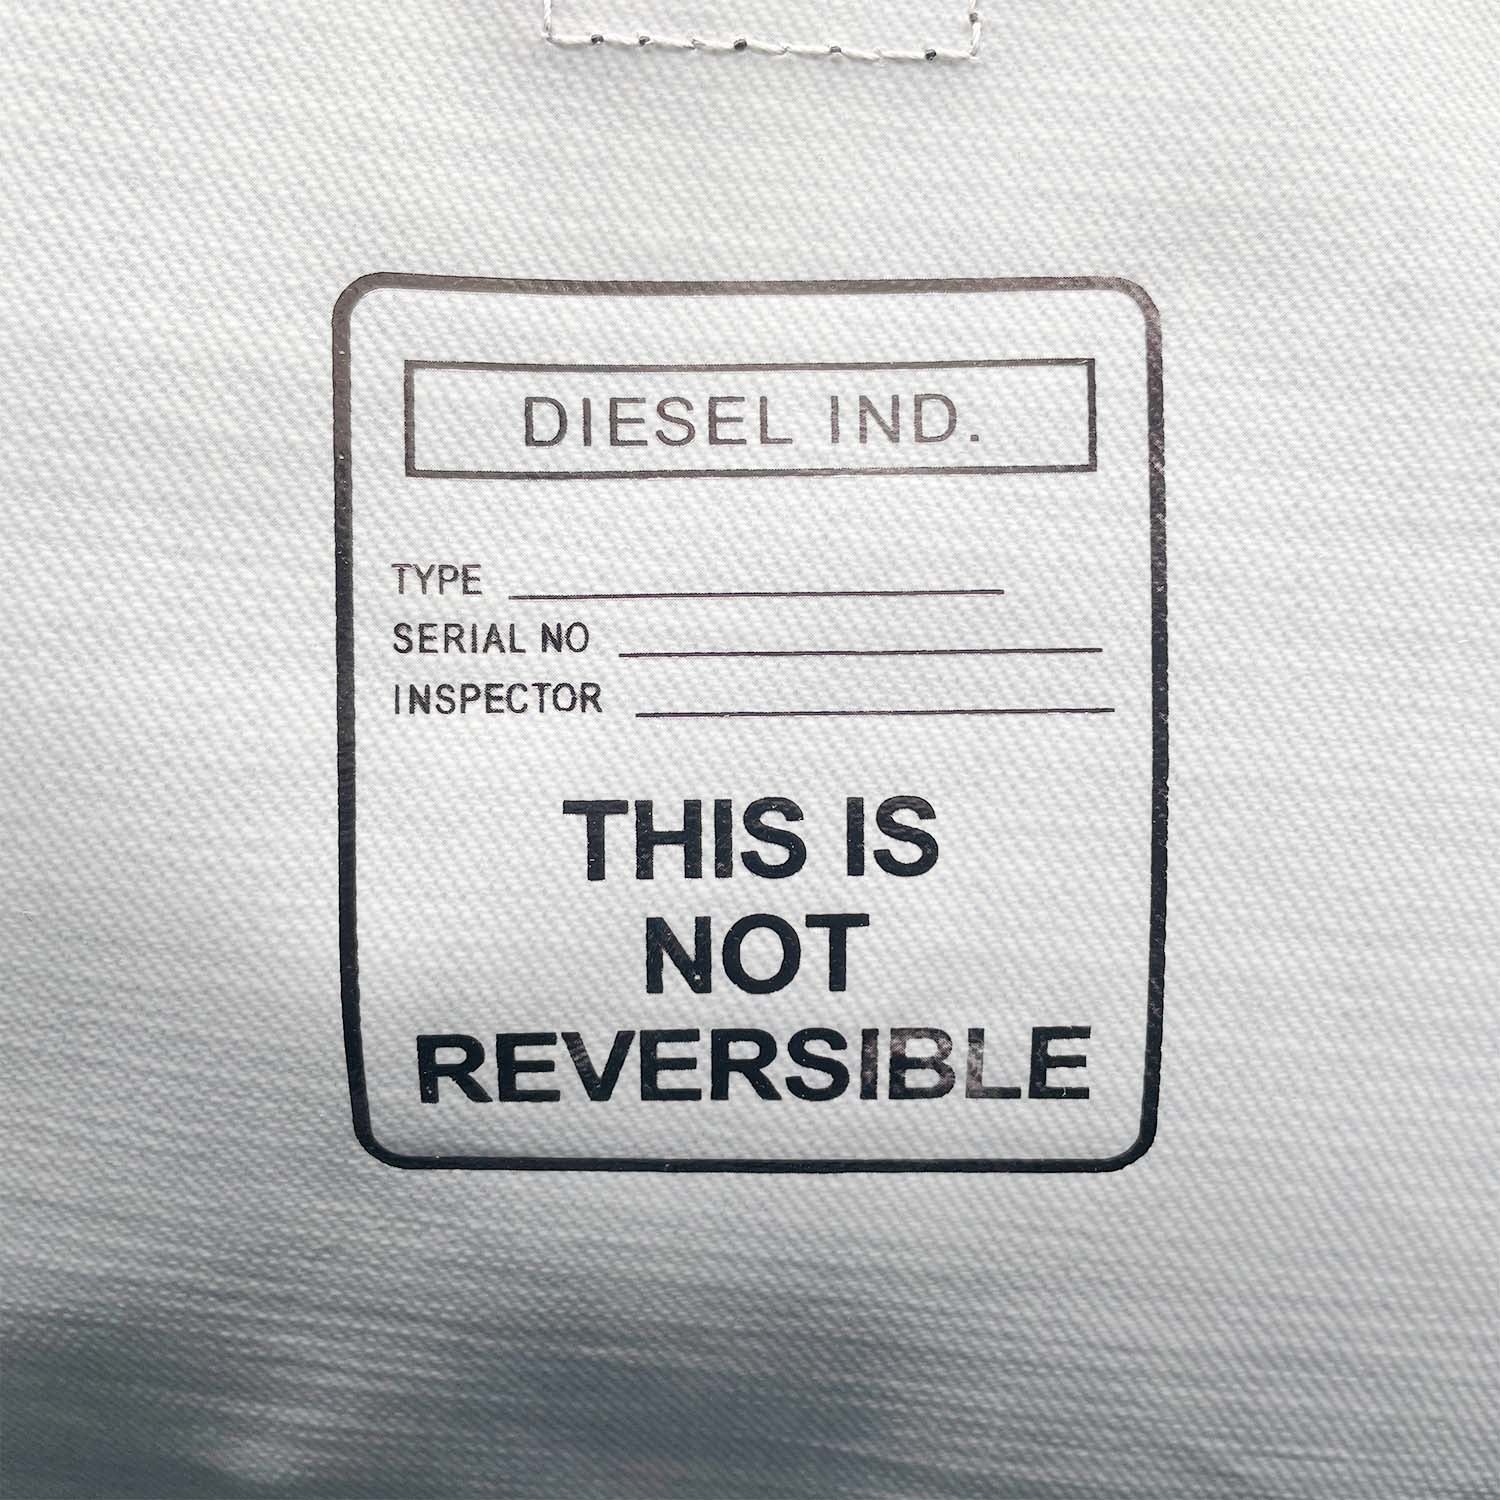 DIESEL IND.
TYPE
SERIAL NO
INSPECTOR
THIS IS
NOT
REVERSIBLE